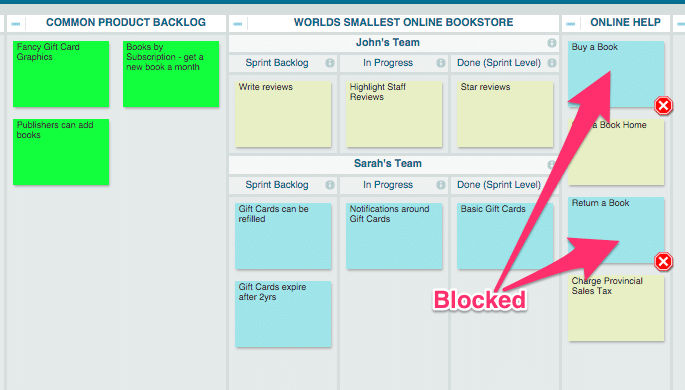 COMMON PRODUCT BACKLOG
WORLDS SMALLEST ONLINE BOOKSTORE
ONLINE HELP
Fancy Gift Card
Graphics
Books by
Subscription - get a
new book a month
Publishers can add
books
John's Team
Sprint Backlog
In Progress
Done (Sprint Level)
Write reviews
Highlight Staff
Reviews
Star reviews
Sarah's Team
Sprint Backlog
In Progress
Done (Sprint Level)
Gift Cards can be
refilled
Notifications around
Gift Cards
Basic Gift Cards
Gift Cards expire
after 2yrs
Buy a Book
a Book Home
Return a Book
Charge Provincial
Sales Tax
Blocked